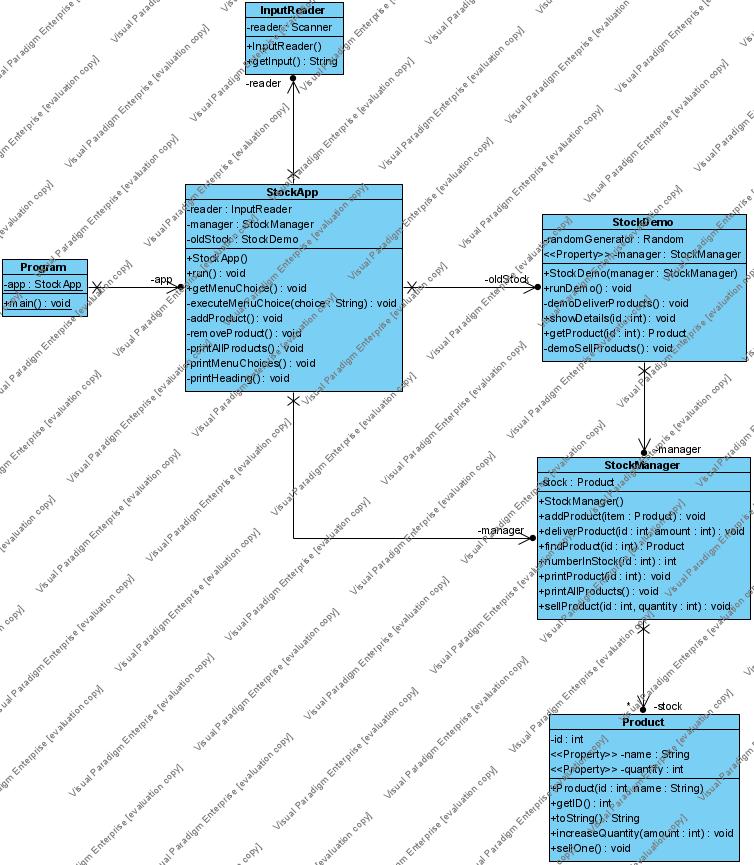 InputReader
-reader : Scanner
+InputReader()
+getInput() : String
-reader
StockApp
-reader : InputReader
-manager : StockManager
-oldStock : StockDemo
+StockApp()
+run() : void
+getMenuChoice() : void
-executeMenuChoice(choice : String) : void
-addProduct() : void
-removeProduct() : void
-printAllProducts() : void
-printMenuChoices() : void
-printHeading() : void
Program
-app : StockApp
+main() : void
-app
-oldStock
StockDemo
-randomGenerator : Random
<<Property>> -manager : StockManager
+StockDemo(manager : StockManager)
+runDemo() : void
-demoDeliverProducts() : void
+showDetails(id : int) : void
+getProduct(id : int) : Product
-demoSellProducts() : void
-manager
StockManager
-stock : Product
+StockManager()
+addProduct(item : Product) : void
+deliverProduct(id : int, amount : int) : void
+findProduct(id : int) : Product
+numberInStock(id : int) : int
+printProduct(id : int) : void
+printAllProducts() : void
+sellProduct(id : int, quantity : int) : void
-manager
* -stock
Product
-id : int
<<Property>> -name : String
<<Property>> -quantity : int
+Product(id : int, name : String)
+getID() : int
+toString() : String
+increaseQuantity(amount : int) : void
+sellOne() : void
Visual Paradigm Enterprise [evaluation copy]